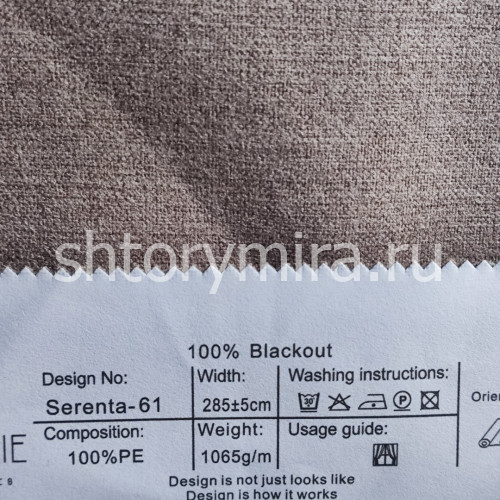 shtorymira.ru
100% Blackout
Design No: Width: Washing instructions:
Serenta-61 285±5cm
Composition: Weight: Usage guide:
100%PE 1065g/m
Design is not just looks like
Design is how it works